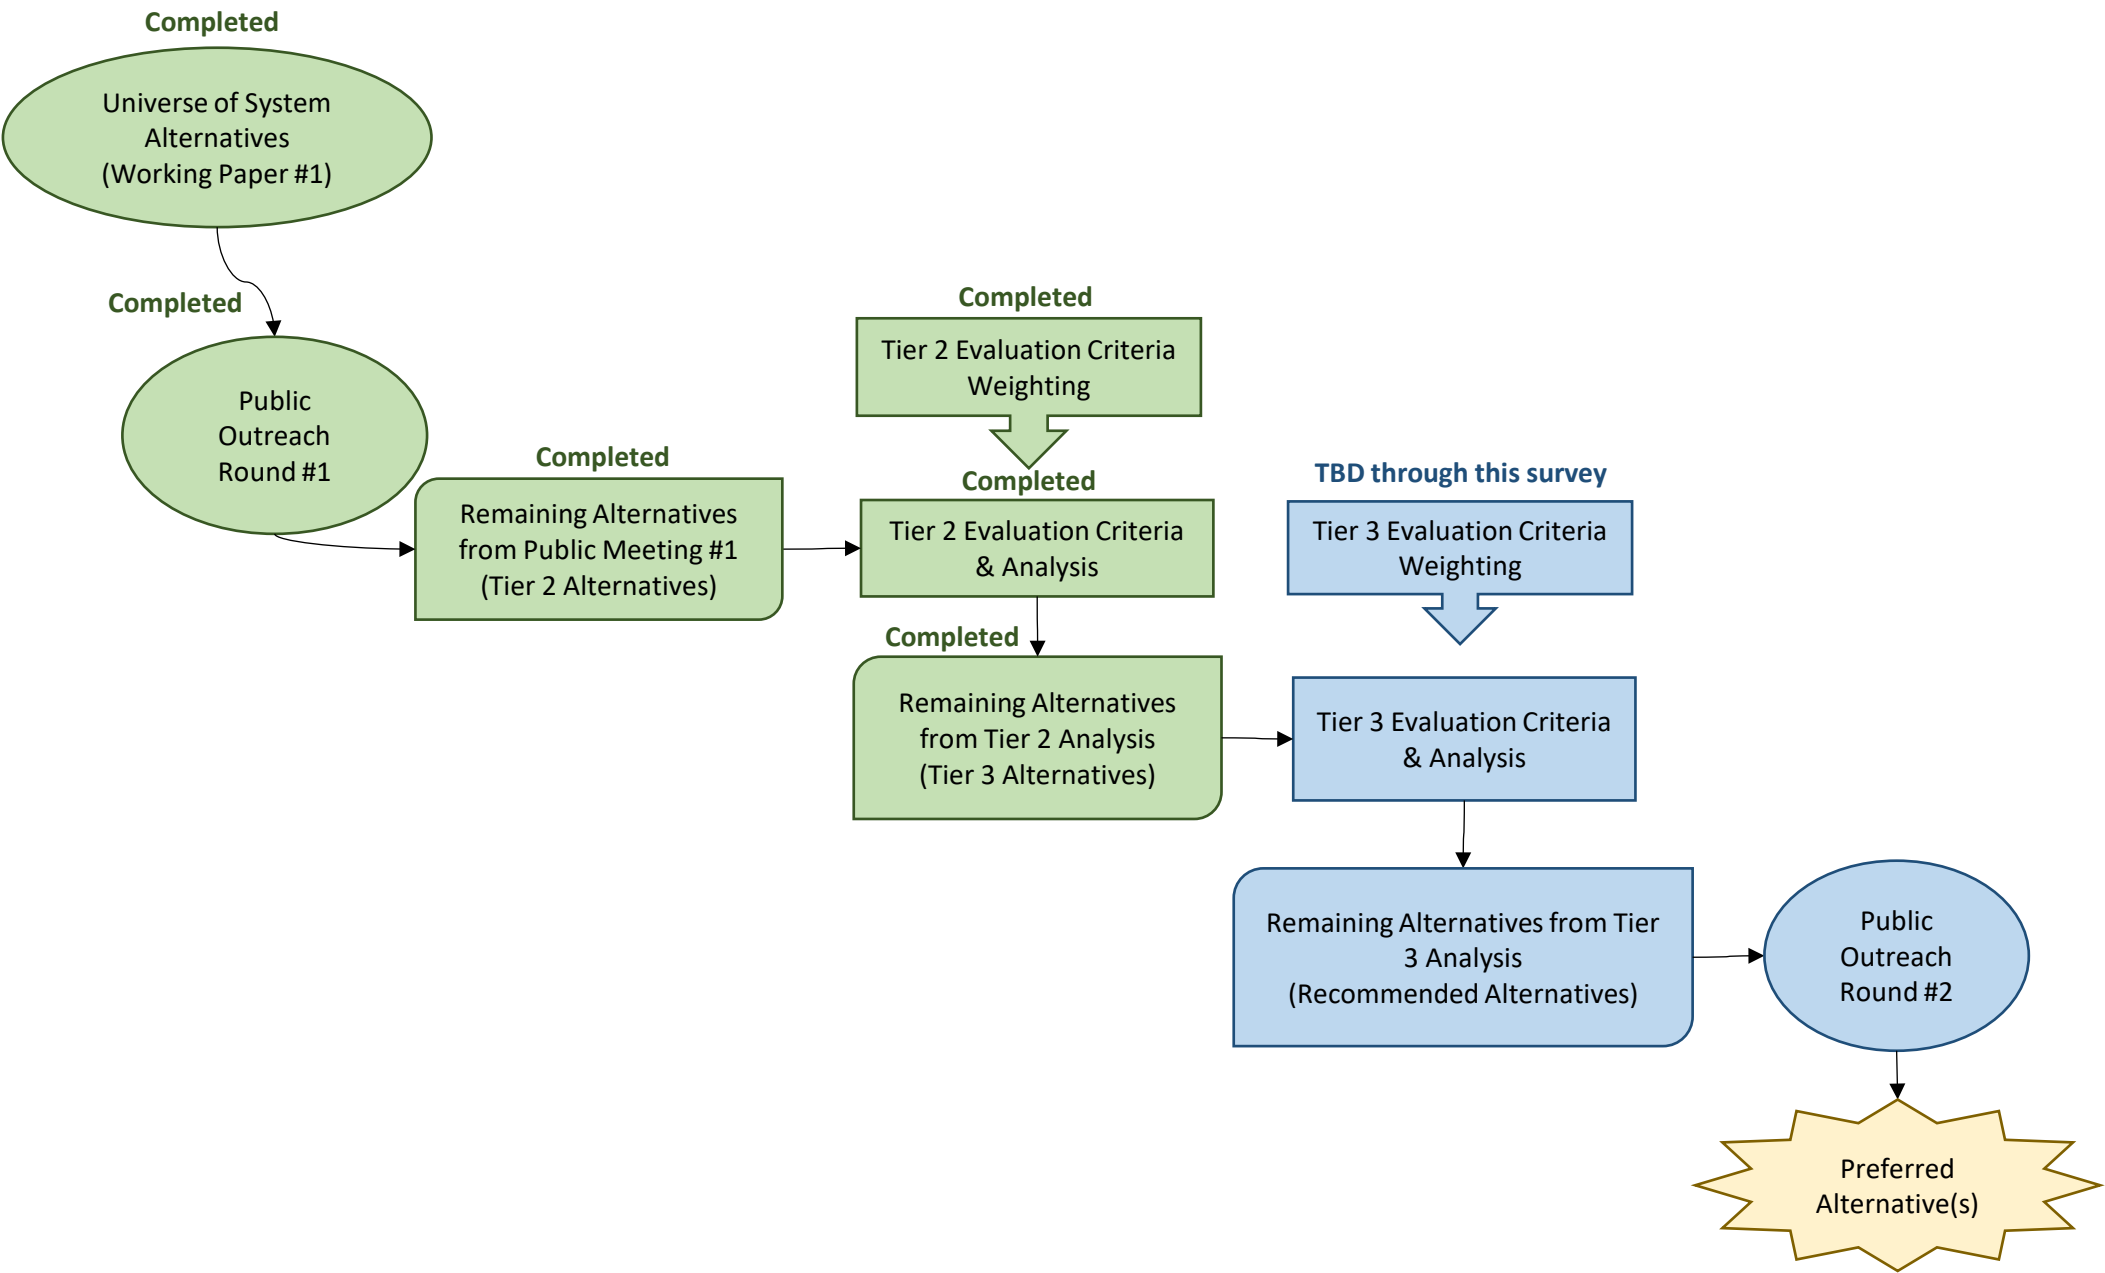 Completed
Universe of System
Alternatives
(Working Paper #1)
Completed
Public
Outreach
Round #1
Completed
Remaining Alternatives
from Public Meeting #1
(Tier 2 Alternatives)
Completed
Tier 2 Evaluation Criteria
Weighting
Completed
Tier 2 Evaluation Criteria
& Analysis
Completed
Remaining Alternatives
from Tier 2 Analysis
(Tier 3 Alternatives)
TBD through this survey
Tier 3 Evaluation Criteria
Weighting
Tier 3 Evaluation Criteria
& Analysis
Remaining Alternatives from Tier
3 Analysis
(Recommended Alternatives)
Public
Outreach
Round #2
Preferred
Alternative(s)